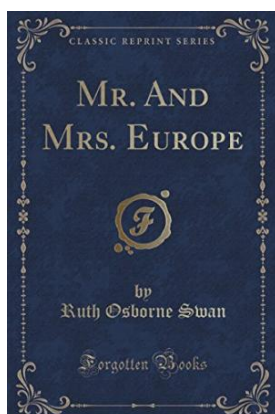 CLASSIC REPRINT SERIES
MR. AND
MRS. EUROPE
F
by
Ruth Osborne Swan
Forgotten Books